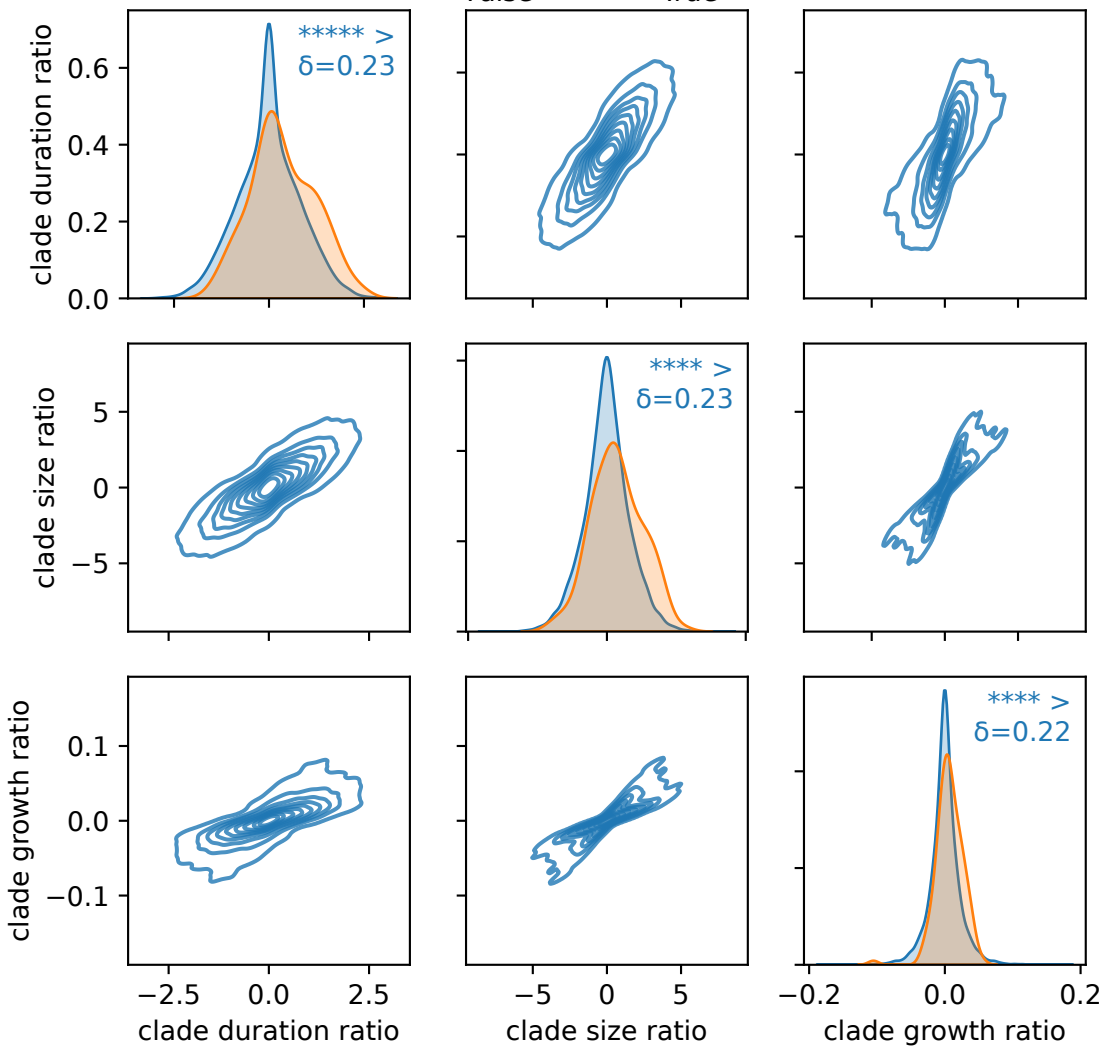 clade duration ratio
0.6
0.4
0.2
0.0
***** >
δ=0.23
clade size ratio
5
0
−5
**** >
δ=0.23
clade growth ratio
0.1
0.0
−0.1
**** >
δ=0.22
−2.5 0.0 2.5
−5 0 5
−0.2 0.0 0.2
clade duration ratio
clade size ratio
clade growth ratio